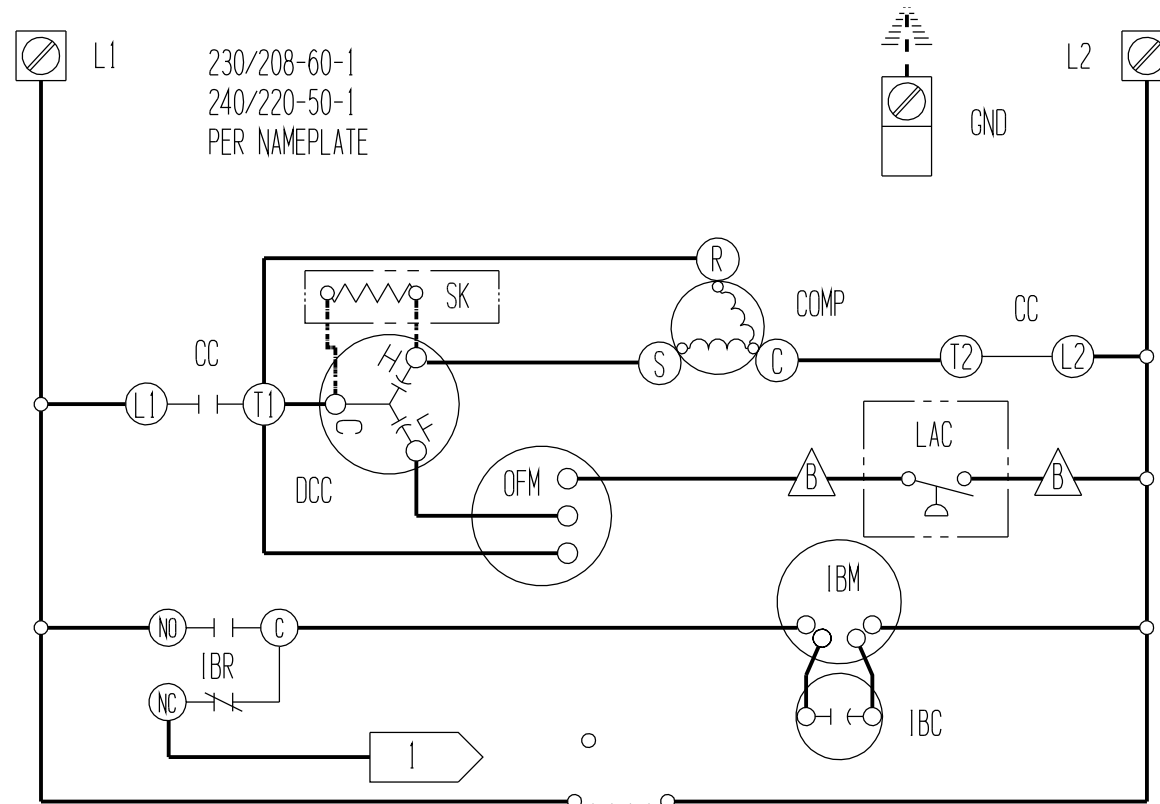 L1
230/208-60-1
240/220-50-1
PER NAMEPLATE
L2
GND
R
SK
COMP
CC
CC
S
C
T2
L2
L1
T1
H
C
F
LAC
DCC
OFM
B
B
IBM
NO
C
IBR
NC
IBC
1